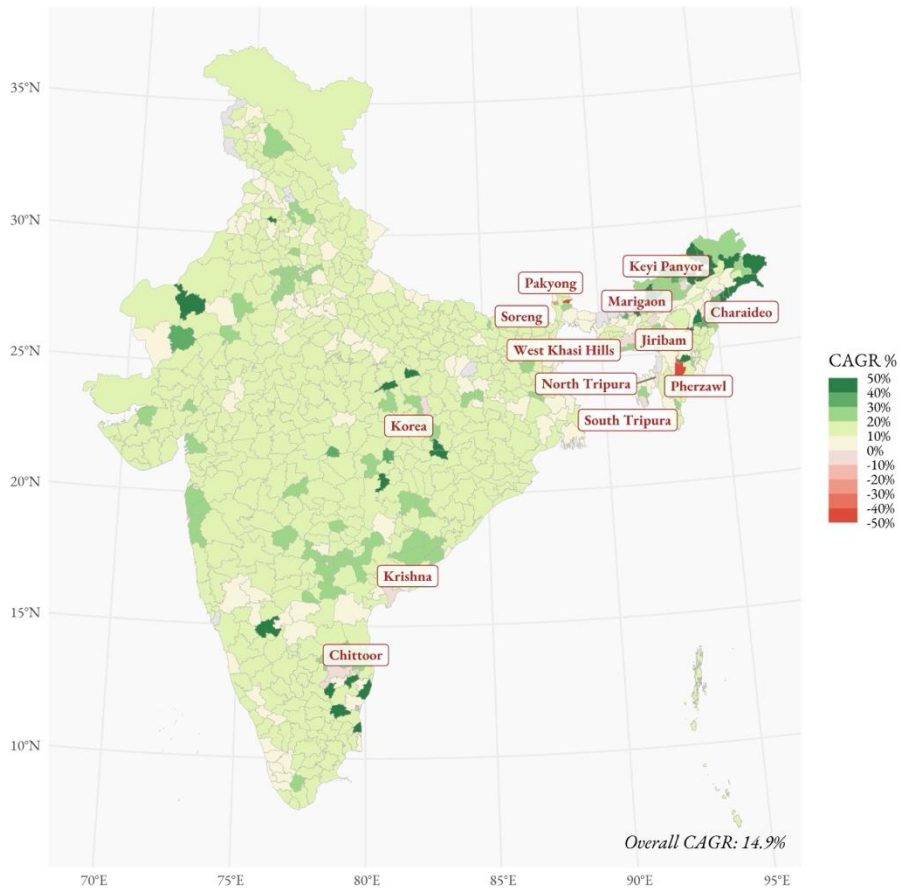 35°N
30°N
25°N
20°N
15°N
10°N
Keyi Panyor
Pakyong
Marigaon
Soreng
Charaideo
Jiribam
West Khasi Hills
North Tripura
Pherzawl
South Tripura
Korea
Krishna
Chittoor
CAGR %
50%
40%
30%
20%
10%
0%
-10%
-20%
-30%
-40%
-50%
Overall CAGR: 14.9%
70°E
75°E
80°E
85°E
90°E
95°E